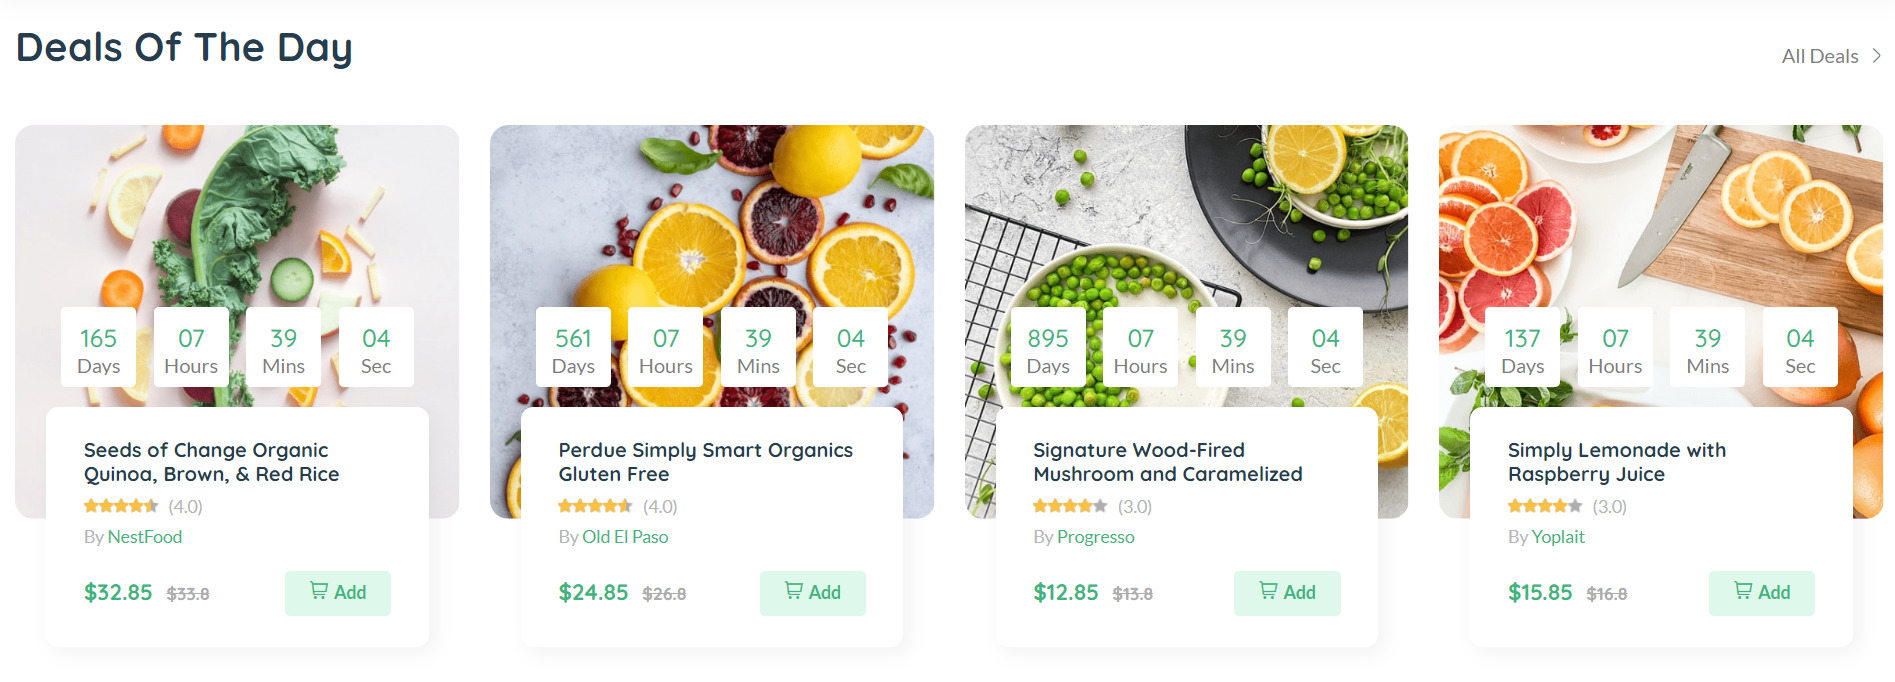 Deals Of The Day
All Deals
165 07 39 04
Days Hours Mins Sec
Seeds of Change Organic
Quinoa, Brown, & Red Rice
(4.0)
By NestFood
$32.85 $33.8 Add
561 07 39 04
Days Hours Mins Sec
Perdue Simply Smart Organics
Gluten Free
(4.0)
By Old El Paso
$24.85 $26.8 Add
895 07 39 04
Days Hours Mins Sec
Signature Wood-Fired
Mushroom and Caramelized
(3.0)
By Progresso
$12.85 $13.8 Add
137 07 39 04
Days Hours Mins Sec
Simply Lemonade with
Raspberry Juice
(3.0)
By Yoplait
$15.85 $16.8 Add